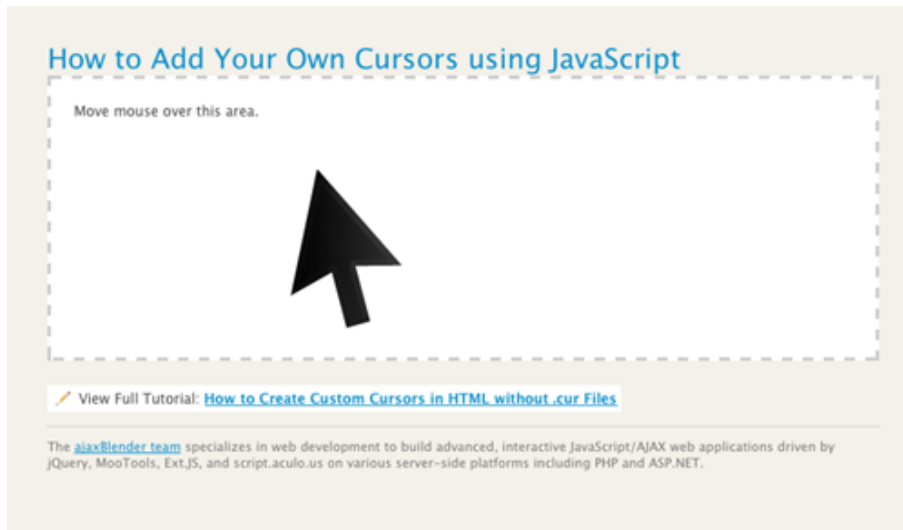 How to Add Your Own Cursors using JavaScript
Move mouse over this area.
View Full Tutorial: How to Create Custom Cursors in HTML without .cur Files
The ajaxBlender team specializes in web development to build advanced, interactive JavaScript/AJAX web applications driven by
jQuery, MooTools, Ext.JS, and script.aculo.us on various server-side platforms including PHP and ASP.NET.